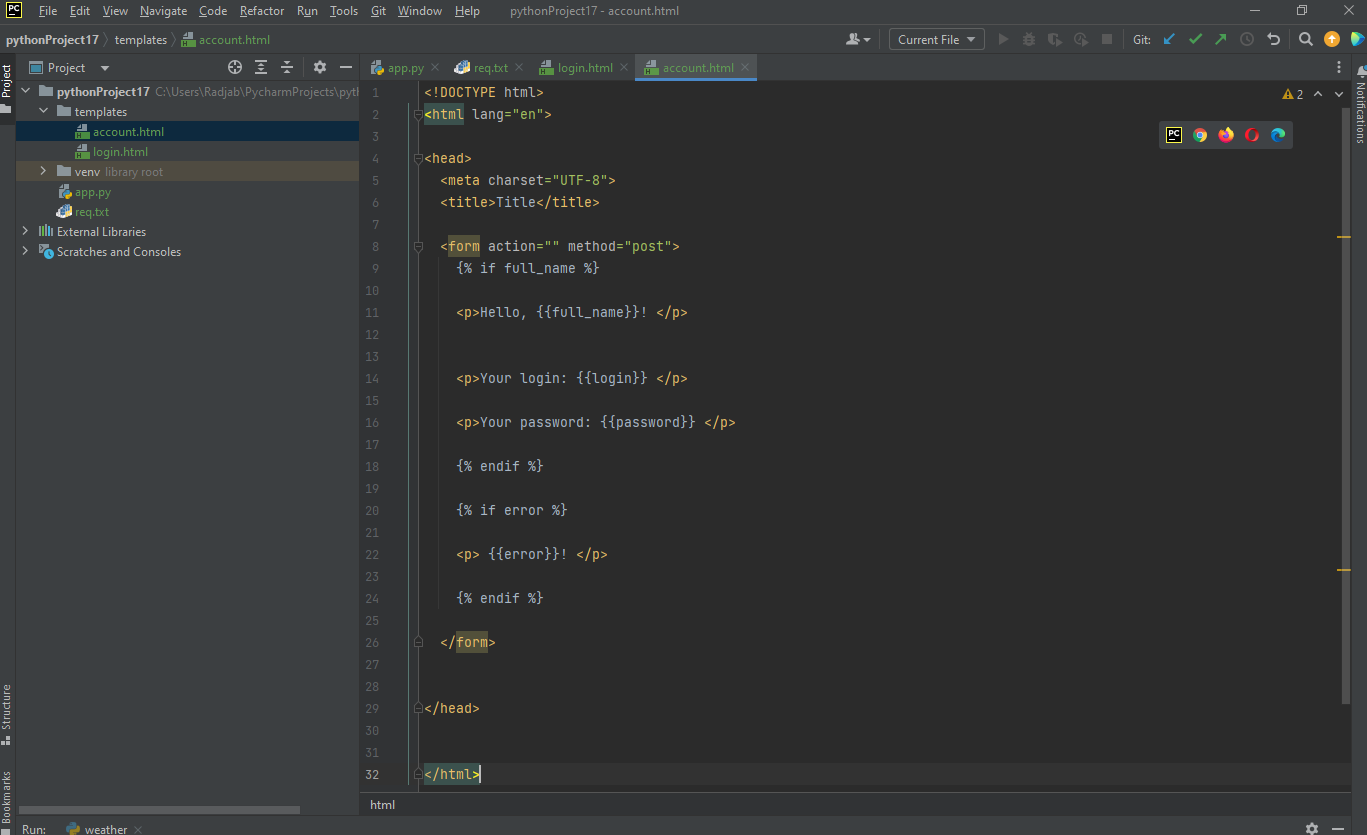 PC File Edit View Navigate Code Refactor Run Tools Git Window Help pythonProject17 - account.html
pythonProject17 templates account.html Current File Git:
Project
Project app.py req.txt login.html account.html
pythonProject17 C:\Users\Radjab\PycharmProjects\pyth
templates
account.html
login.html
venv library root
app.py
req.txt
External Libraries
Scratches and Consoles
1 <!DOCTYPE html>
2 <html lang="en">
3
4 <head>
5 <meta charset="UTF-8">
6 <title>Title</title>
7
8 <form action="" method="post">
9 {% if full_name %}
10
11 <p>Hello, {{full_name}}! </p>
12
13
14 <p>Your login: {{login}} </p>
15
16 <p>Your password: {{password}} </p>
17
18 {% endif %}
19
20 {% if error %}
21
22 <p> {{error}}! </p>
23
24 {% endif %}
25
26 </form>
27
28
29 </head>
30
31
32 </html>
2
PC
Notifications
Structure
Bookmarks
html
Run: weather